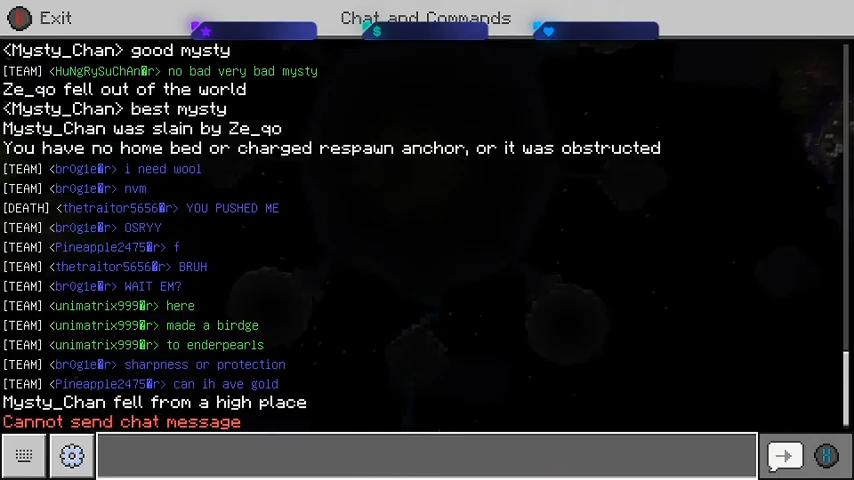 Exit
Chat and Commands
<Mysty_Chan> good mysty
[TEAM] <HuNgRySuChAn�r> no bad very bad mysty
Ze_qo fell out of the world
<Mysty_Chan> best mysty
Mysty_Chan was slain by Ze_qo
You have no home bed or charged respawn anchor, or it was obstructed
[TEAM] <br0g1e�r> i need wool
[TEAM] <br0g1e�r> nvm
[DEATH] <thetraitor5656�r> YOU PUSHED ME
[TEAM] <br0g1e�r> OSRYY
[TEAM] <Pineapple2475�r> f
[TEAM] <thetraitor5656�r> BRUH
[TEAM] <br0g1e�r> WAIT EM?
[TEAM] <unimatrix999�r> here
[TEAM] <unimatrix999�r> made a birdge
[TEAM] <unimatrix999�r> to enderpearls
[TEAM] <br0g1e�r> sharpness or protection
[TEAM] <Pineapple2475�r> can ih ave gold
Mysty_Chan fell from a high place
Cannot send chat message